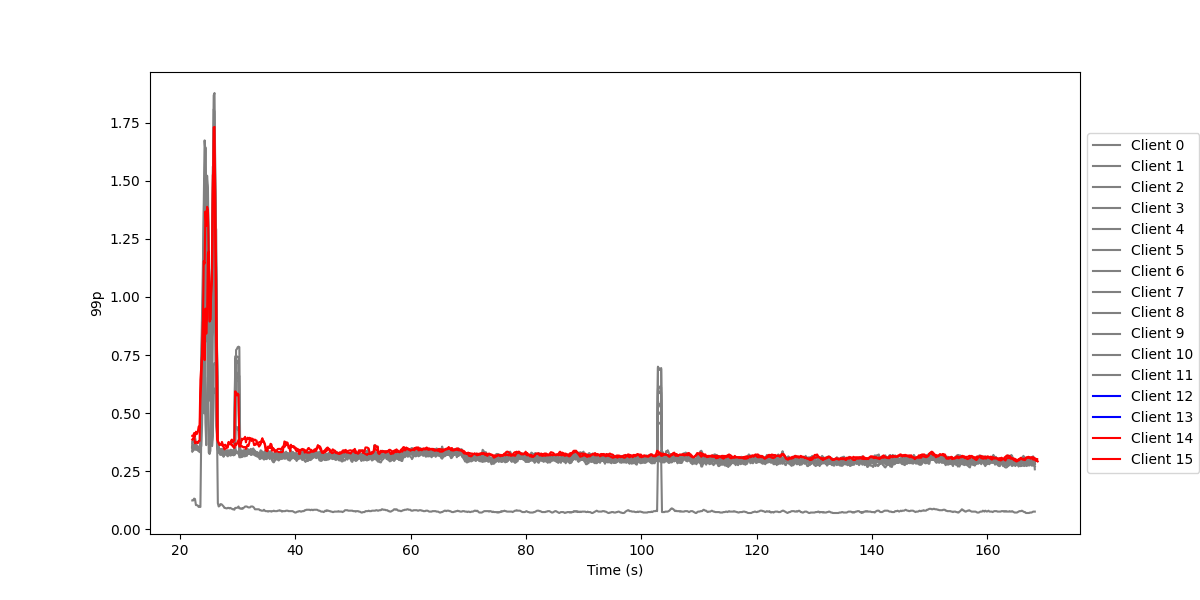 1.75
1.50
1.25
1.00
0.75
0.50
0.25
0.00
99p
20 40 60 80 100 120 140 160
Time (s)
Client 0
Client 1
Client 2
Client 3
Client 4
Client 5
Client 6
Client 7
Client 8
Client 9
Client 10
Client 11
Client 12
Client 13
Client 14
Client 15